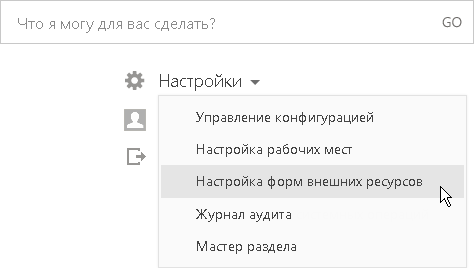 Что я могу для вас сделать? GO
Настройки
Управление конфигурацией
Настройка рабочих мест
Настройка форм внешних ресурсов
Журнал аудита
Мастер раздела